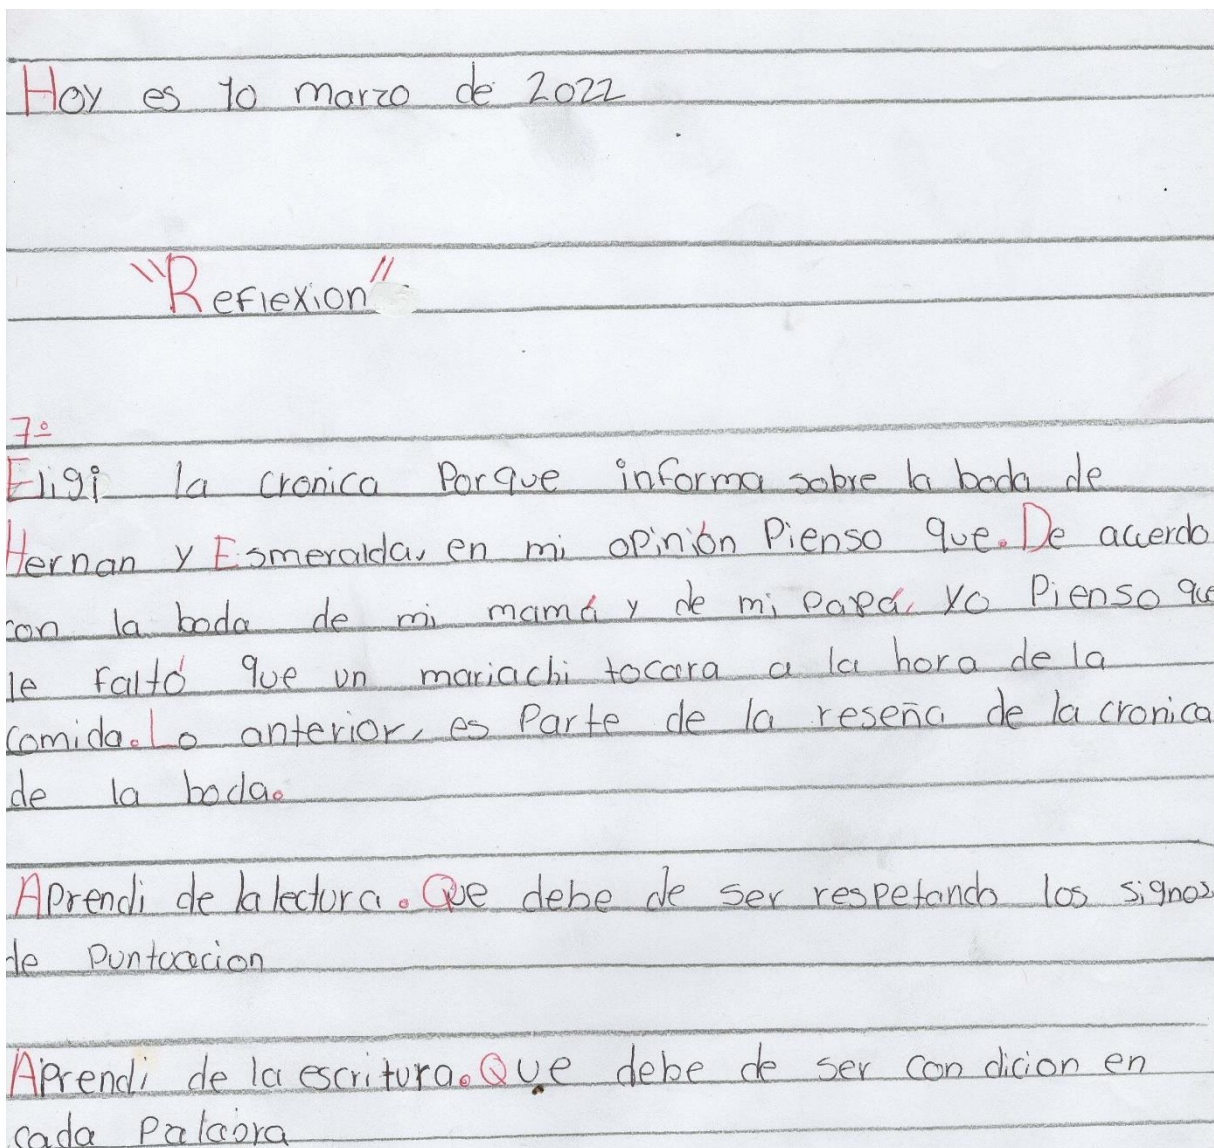 Hoy es 10 marzo de 2022
"Reflexion"
7º
Eligi la cronica Porque informa sobre la boda de
Hernan y Esmeralda, en mi opinión Pienso que. De acuerdo
con la boda de mi mamá y de mi Papá, yo Pienso que
le faltó que un mariachi tocara a la hora de la
comida. Lo anterior, es Parte de la reseña de la cronica
de la boda.
Aprendi de la lectura. Que debe de ser respetando los signos
de Puntuacion
Aprendi de la escritura. Que debe de ser con dicion en
cada Palabra